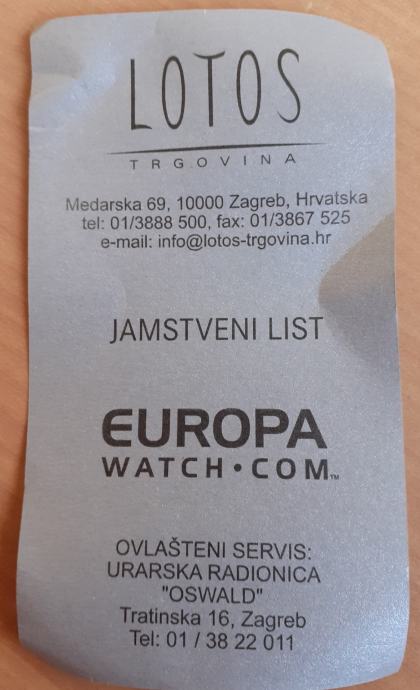 LOTOS
TRGOVINA
Medarska 69, 10000 Zagreb, Hrvatska
tel: 01/3888 500, fax: 01/3867 525
e-mail: info@lotos-trgovina.hr
JAMSTVENI LIST
EUROPA
WATCH•COM™
OVLAŠTENI SERVIS:
URARSKA RADIONICA
"OSWALD"
Tratinska 16, Zagreb
Tel: 01 / 38 22 011